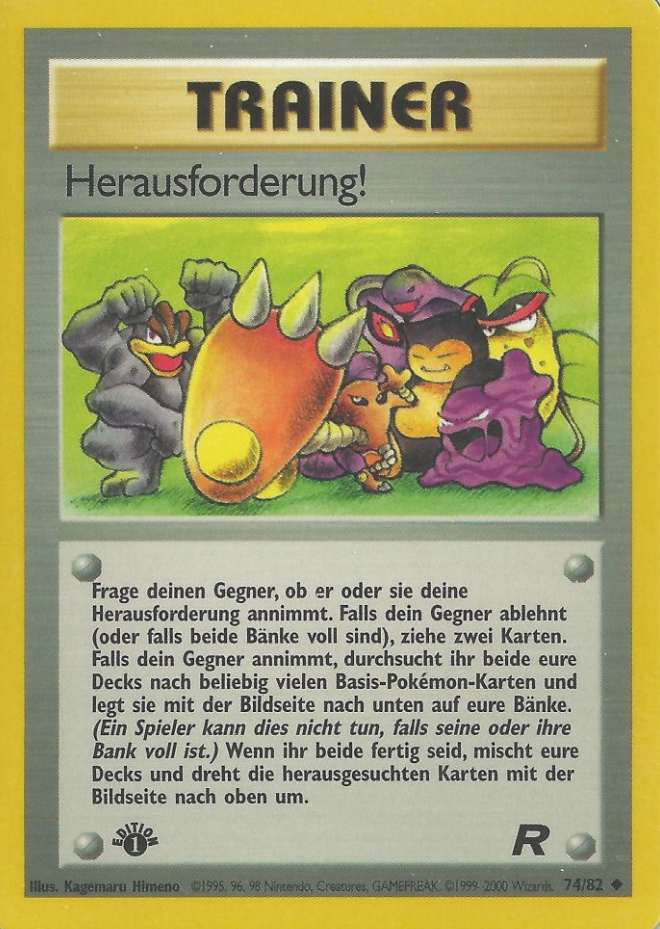 TRAINER
Herausforderung!
Frage deinen Gegner, ob er oder sie deine
Herausforderung annimmt. Falls dein Gegner ablehnt
(oder falls beide Bänke voll sind), ziehe zwei Karten.
Falls dein Gegner annimmt, durchsucht ihr beide eure
Decks nach beliebig vielen Basis-Pokémon-Karten und
legt sie mit der Bildseite nach unten auf eure Bänke.
(Ein Spieler kann dies nicht tun, falls seine oder ihre
Bank voll ist.) Wenn ihr beide fertig seid, mischt eure
Decks und dreht die herausgesuchten Karten mit der
Bildseite nach oben um.
EDITION 1 R
Illus. Kagemaru Himeno ©1995, 96, 98 Nintendo, Creatures, GAMEFREAK. ©1999-2000 Wizards. 74/82